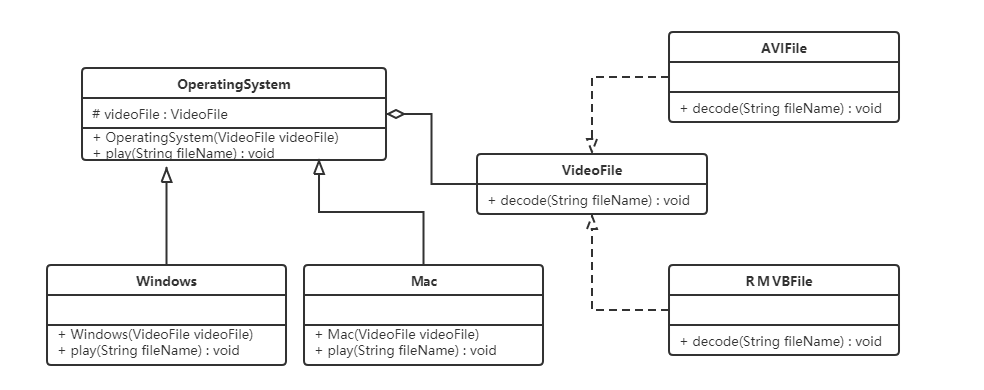 OperatingSystem
# videoFile : VideoFile
+ OperatingSystem(VideoFile videoFile)
+ play(String fileName) : void
AVIFile
+ decode(String fileName) : void
VideoFile
+ decode(String fileName) : void
Windows
+ Windows(VideoFile videoFile)
+ play(String fileName) : void
Mac
+ Mac(VideoFile videoFile)
+ play(String fileName) : void
RMVBFile
+ decode(String fileName) : void